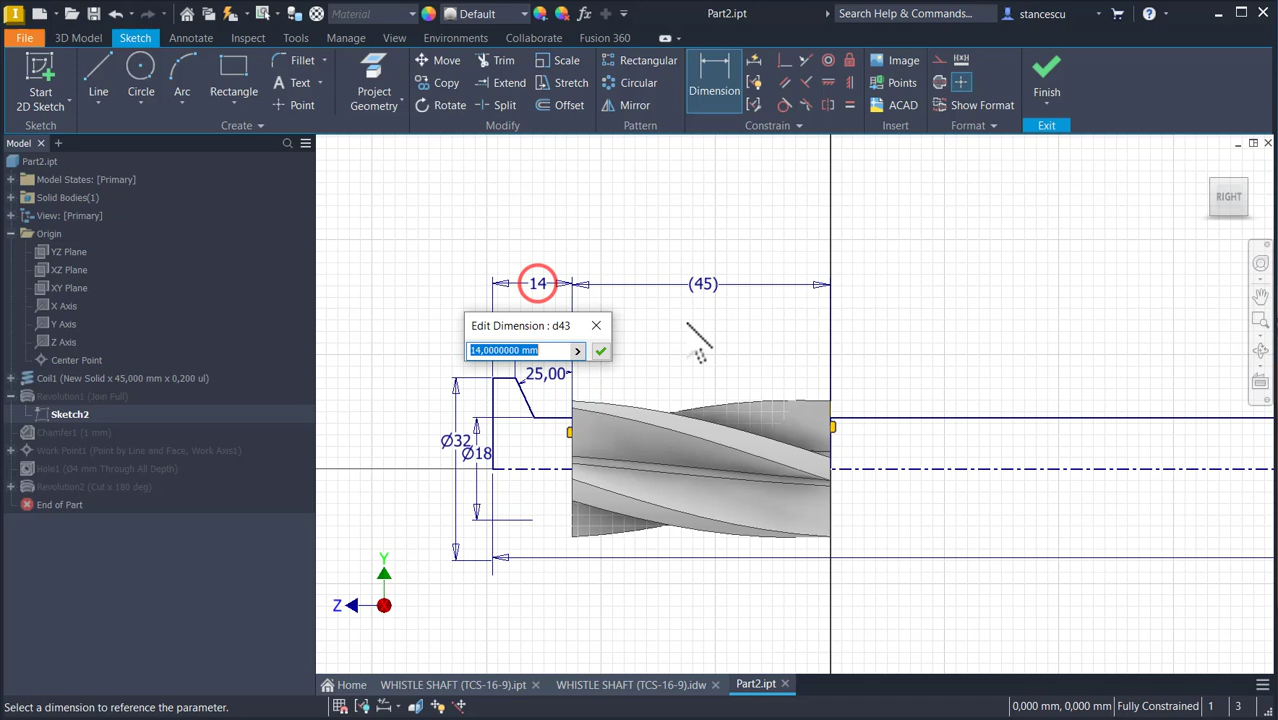 Material
Default
Part2.ipt
Search Help & Commands...
stancescu
File
3D Model
Sketch
Annotate
Inspect
Tools
Manage
View
Environments
Collaborate
Fusion 360
Start
2D Sketch
Line
Circle
Arc
Rectangle
Fillet
Text
Point
Project
Geometry
Move
Copy
Rotate
Trim
Extend
Split
Scale
Stretch
Offset
Rectangular
Circular
Mirror
Dimension
Image
Points
ACAD
Show Format
Finish
Sketch
Create
Modify
Pattern
Constrain
Insert
Format
Exit
Model
Part2.ipt
Model States: [Primary]
Solid Bodies(1)
View: [Primary]
Origin
YZ Plane
XZ Plane
XY Plane
X Axis
Y Axis
Z Axis
Center Point
Coil1 (New Solid x 45,000 mm x 0,200 ul)
Revolution1 (Join Full)
Sketch2
Chamfer1 (1 mm)
Work Point1 (Point by Line and Face, Work Axis1)
Hole1 (Ø4 mm Through All Depth)
Revolution2 (Cut x 180 deg)
End of Part
RIGHT
14
(45)
Edit Dimension : d43
14,0000000 mm
25,00
Ø32
Ø18
Y
Z
Home
WHISTLE SHAFT (TCS-16-9).ipt
WHISTLE SHAFT (TCS-16-9).idw
Part2.ipt
Select a dimension to reference the parameter.
0,000 mm, 0,000 mm
Fully Constrained
1
3